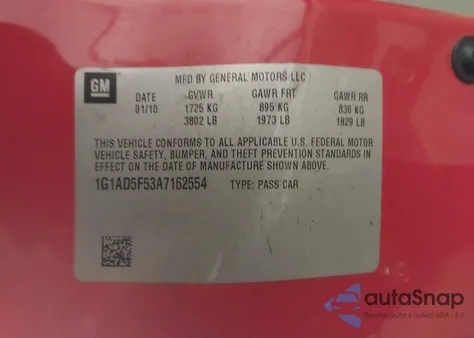 GM
MFD BY GENERAL MOTORS LLC
DATE GVWR GAWR FRT GAWR RR
01/10 1725 KG 895 KG 830 KG
3802 LB 1973 LB 1829 LB
THIS VEHICLE CONFORMS TO ALL APPLICABLE U.S. FEDERAL MOTOR
VEHICLE SAFETY, BUMPER, AND THEFT PREVENTION STANDARDS IN
EFFECT ON THE DATE OF MANUFACTURE SHOWN ABOVE.
1G1AD5F53A7162554 TYPE: PASS CAR
autaSnap